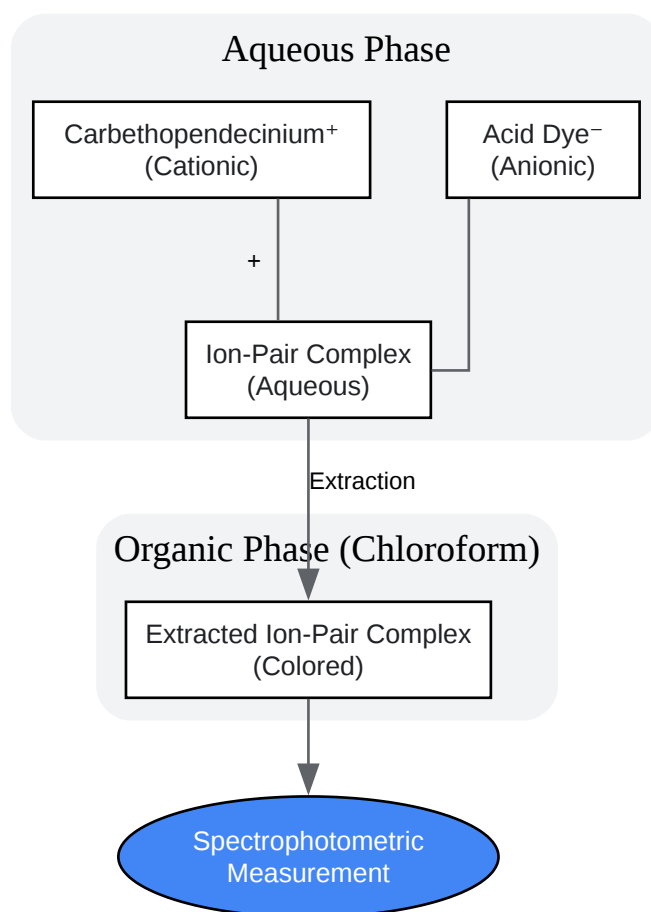 Aqueous Phase
Carbethopendecinium⁺
(Cationic)
Acid Dye⁻
(Anionic)
+
Ion-Pair Complex
(Aqueous)
Extraction
Organic Phase (Chloroform)
Extracted Ion-Pair Complex
(Colored)
Spectrophotometric
Measurement